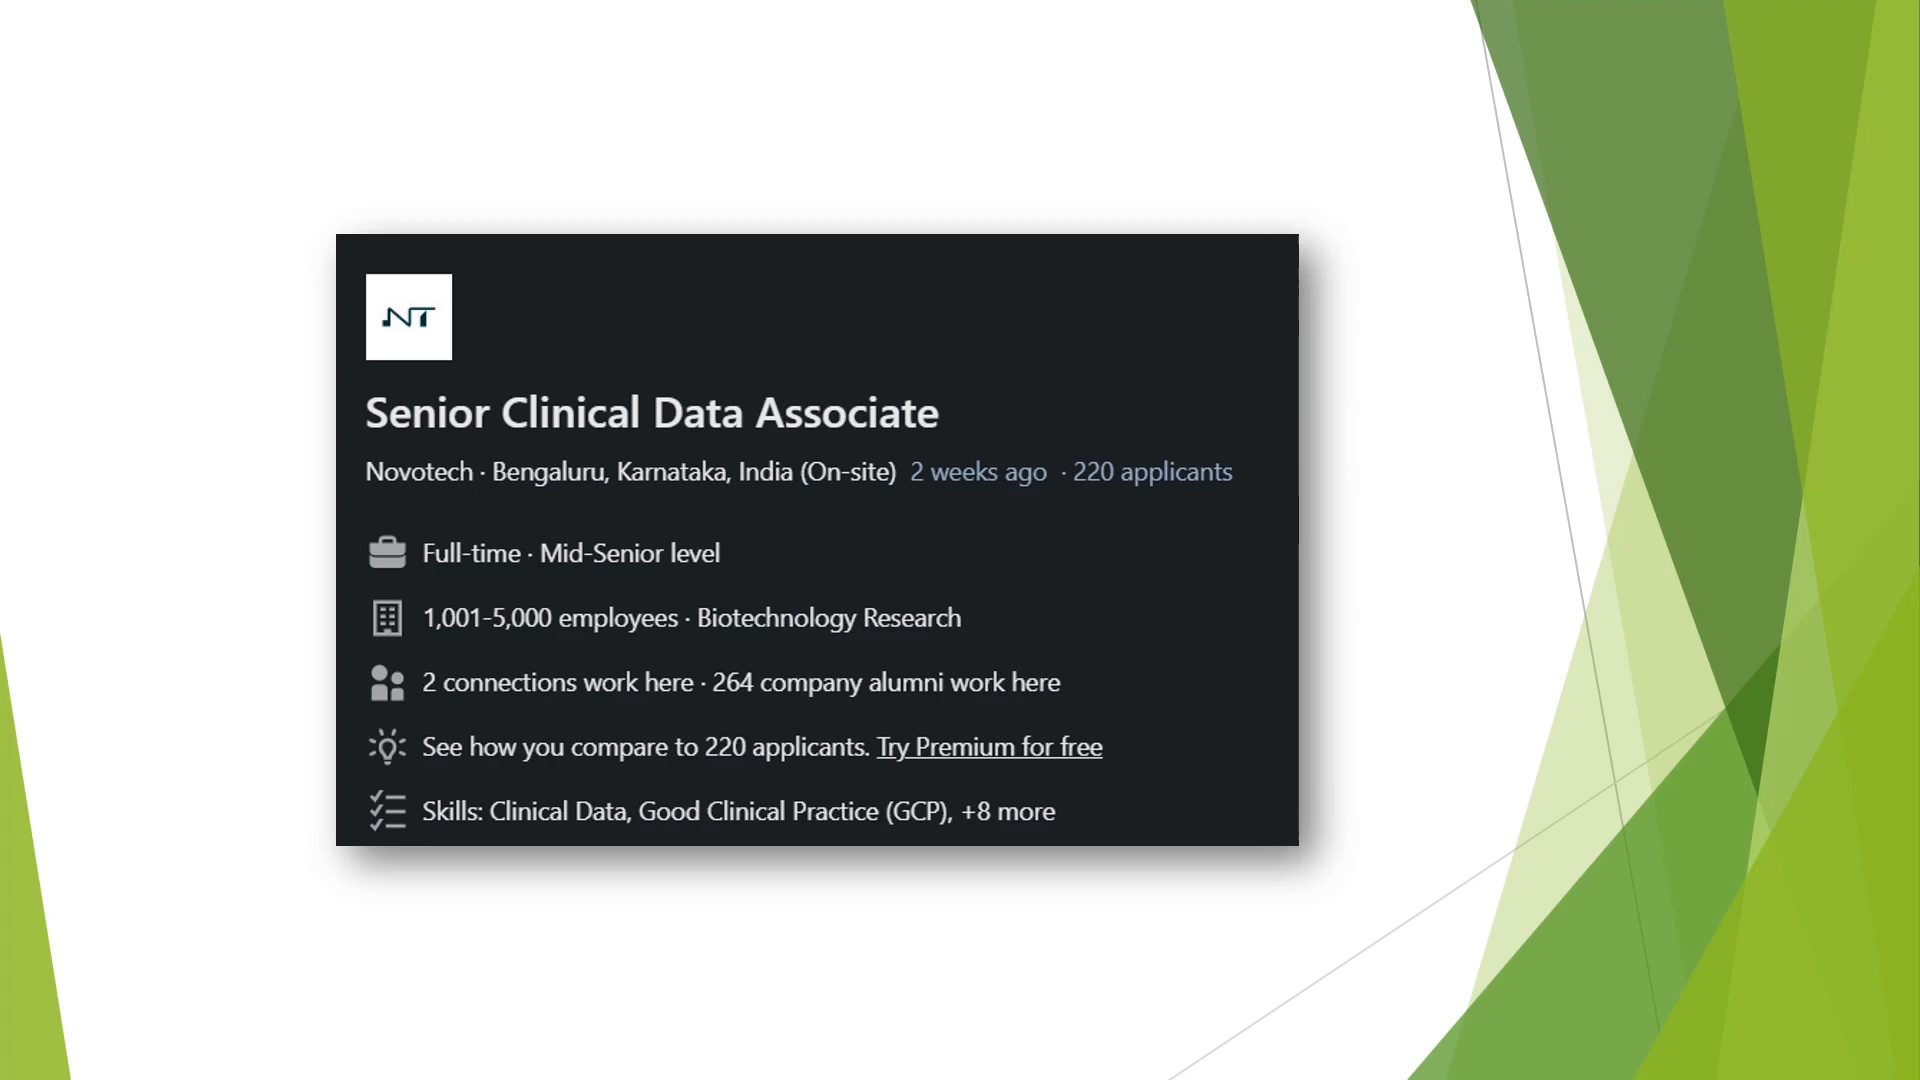 NT
Senior Clinical Data Associate
Novotech · Bengaluru, Karnataka, India (On-site) 2 weeks ago · 220 applicants
Full-time · Mid-Senior level
1,001-5,000 employees · Biotechnology Research
2 connections work here · 264 company alumni work here
See how you compare to 220 applicants. Try Premium for free
Skills: Clinical Data, Good Clinical Practice (GCP), +8 more